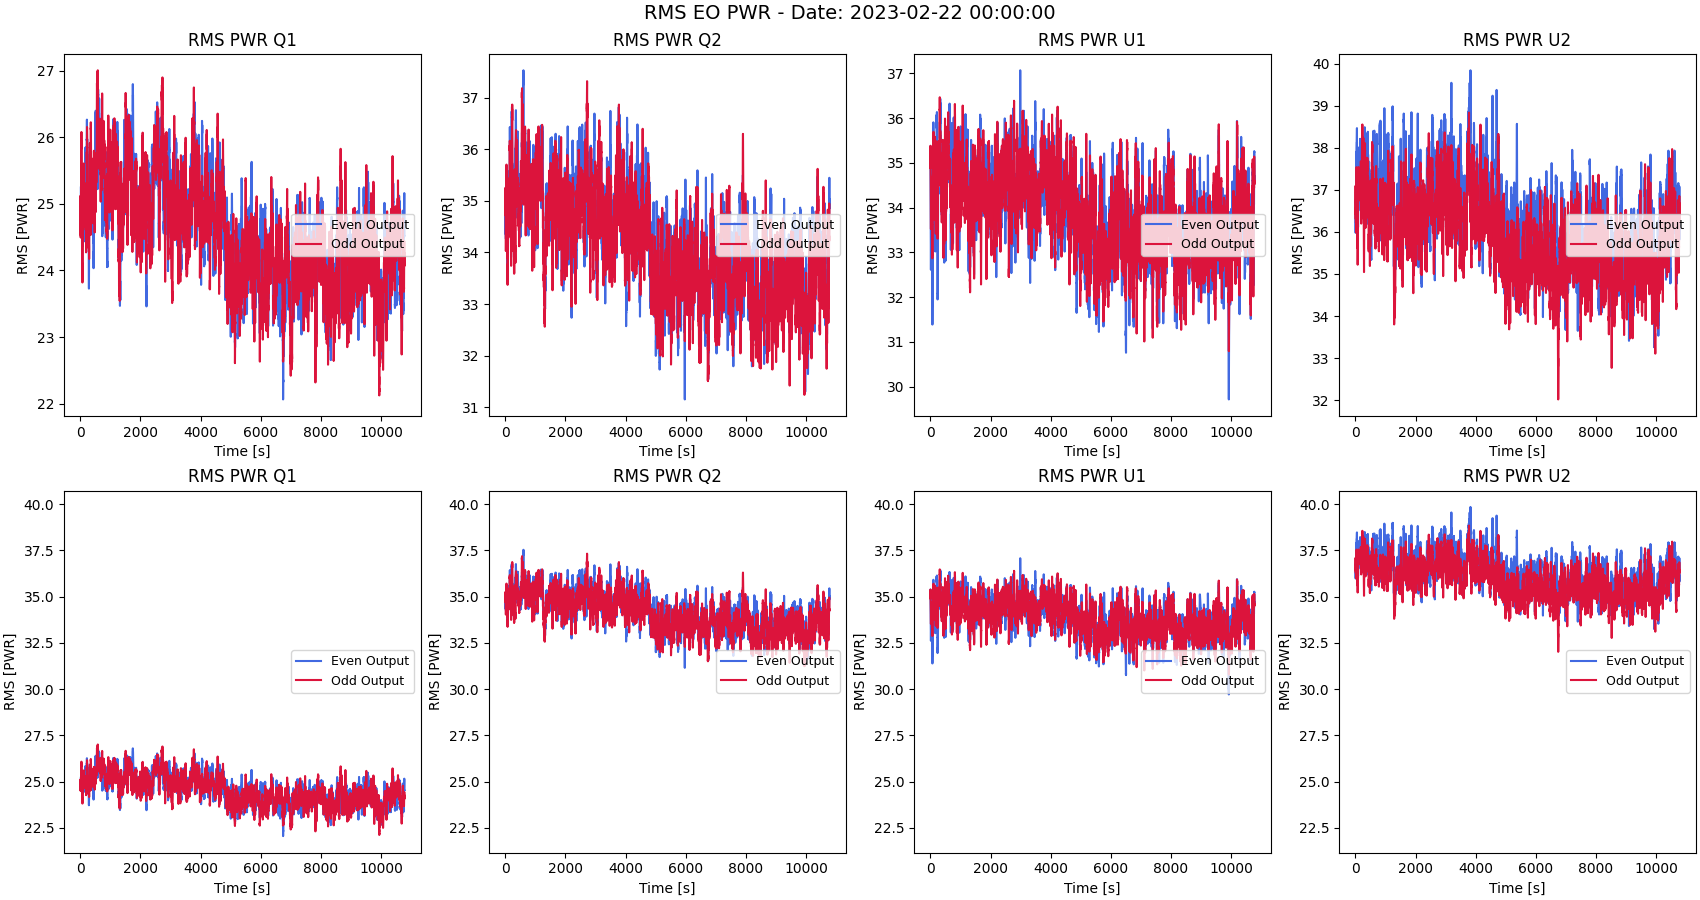 RMS EO PWR - Date: 2023-02-22 00:00:00
RMS PWR Q1
RMS [PWR]
27
26
25
24
23
22
0 2000 4000 6000 8000 10000
Time [s]
Even Output
Odd Output
RMS PWR Q2
RMS [PWR]
37
36
35
34
33
32
31
0 2000 4000 6000 8000 10000
Time [s]
Even Output
Odd Output
RMS PWR U1
RMS [PWR]
37
36
35
34
33
32
31
30
0 2000 4000 6000 8000 10000
Time [s]
Even Output
Odd Output
RMS PWR U2
RMS [PWR]
40
39
38
37
36
35
34
33
32
0 2000 4000 6000 8000 10000
Time [s]
Even Output
Odd Output
RMS PWR Q1
RMS [PWR]
40.0
37.5
35.0
32.5
30.0
27.5
25.0
22.5
0 2000 4000 6000 8000 10000
Time [s]
Even Output
Odd Output
RMS PWR Q2
RMS [PWR]
40.0
37.5
35.0
32.5
30.0
27.5
25.0
22.5
0 2000 4000 6000 8000 10000
Time [s]
Even Output
Odd Output
RMS PWR U1
RMS [PWR]
40.0
37.5
35.0
32.5
30.0
27.5
25.0
22.5
0 2000 4000 6000 8000 10000
Time [s]
Even Output
Odd Output
RMS PWR U2
RMS [PWR]
40.0
37.5
35.0
32.5
30.0
27.5
25.0
22.5
0 2000 4000 6000 8000 10000
Time [s]
Even Output
Odd Output